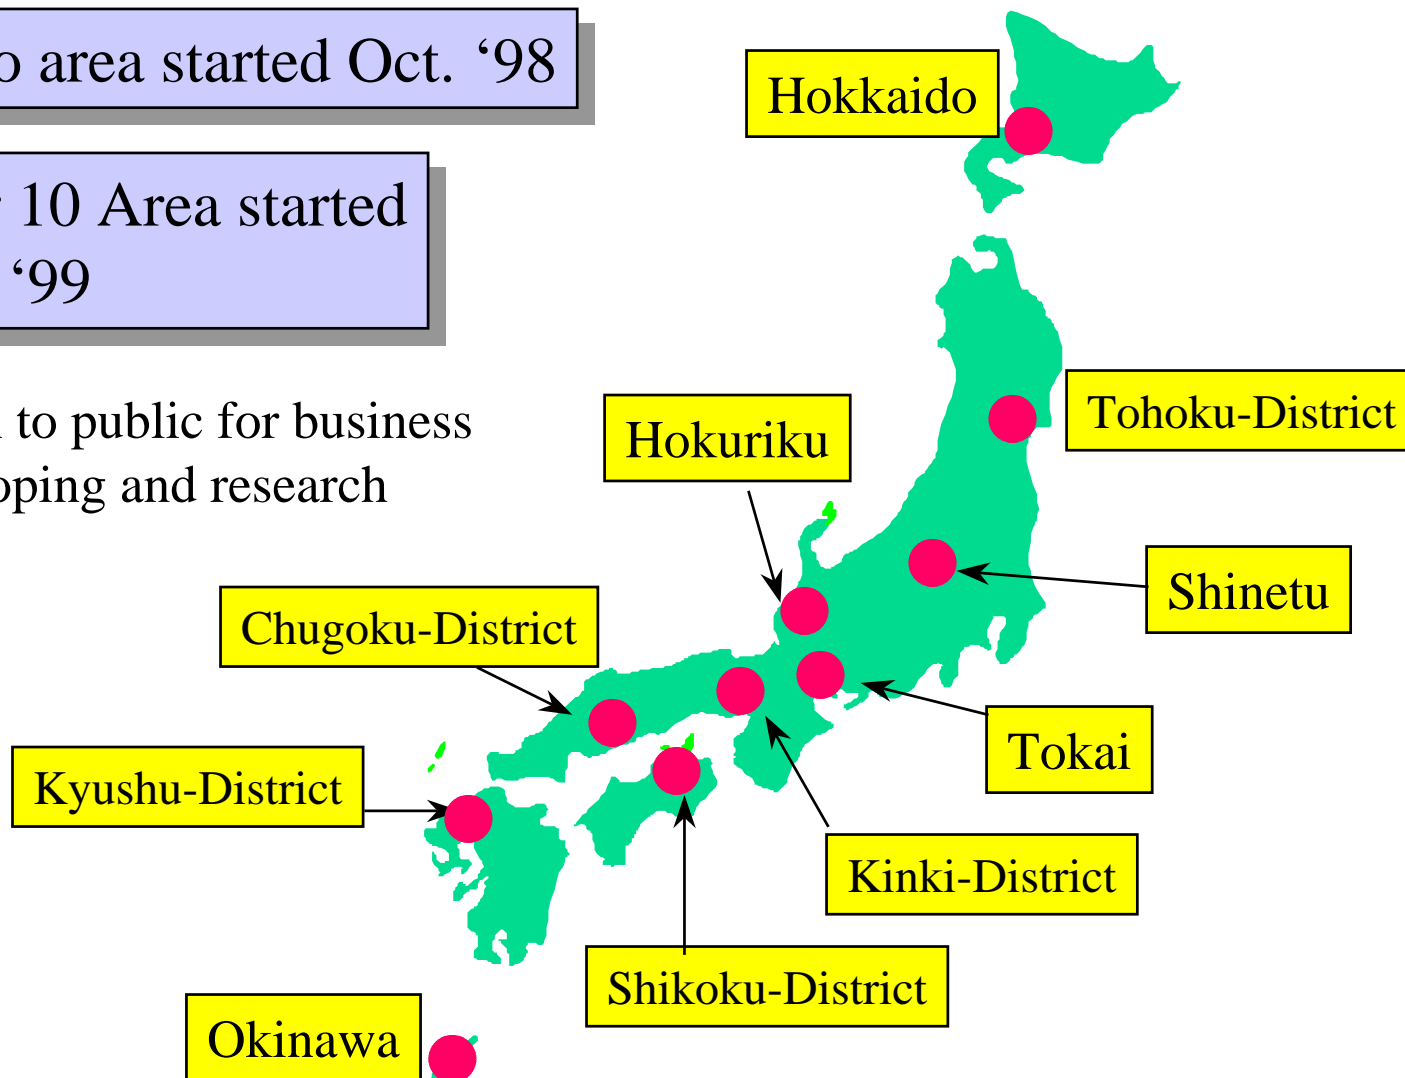 o area started Oct. ‘98
10 Area started
‘99
to public for business
oping and research
Hokkaido
Tohoku-District
Hokuriku
Shinetu
Chugoku-District
Tokai
Kyushu-District
Kinki-District
Shikoku-District
Okinawa